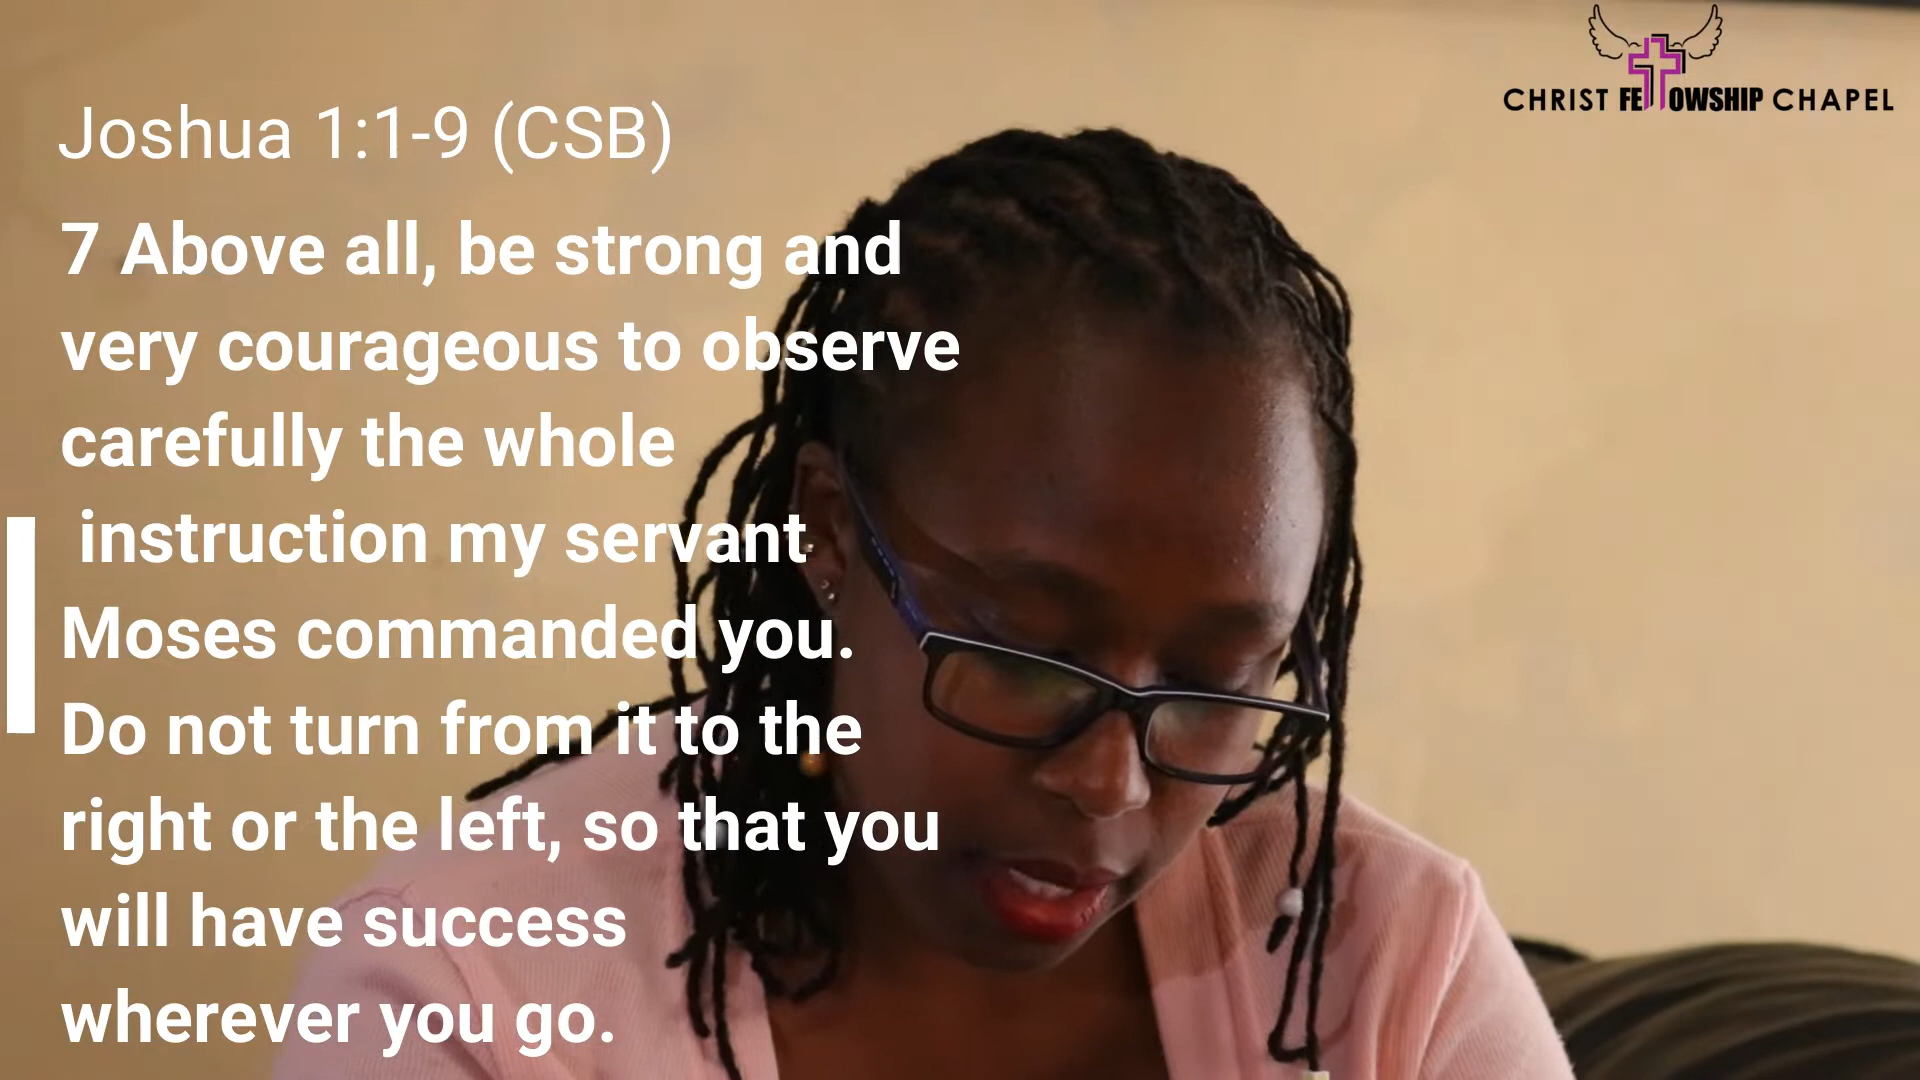 CHRIST FELLOWSHIP CHAPEL
Joshua 1:1-9 (CSB)
7 Above all, be strong and
very courageous to observe
carefully the whole
instruction my servant
Moses commanded you.
Do not turn from it to the
right or the left, so that you
will have success
wherever you go.